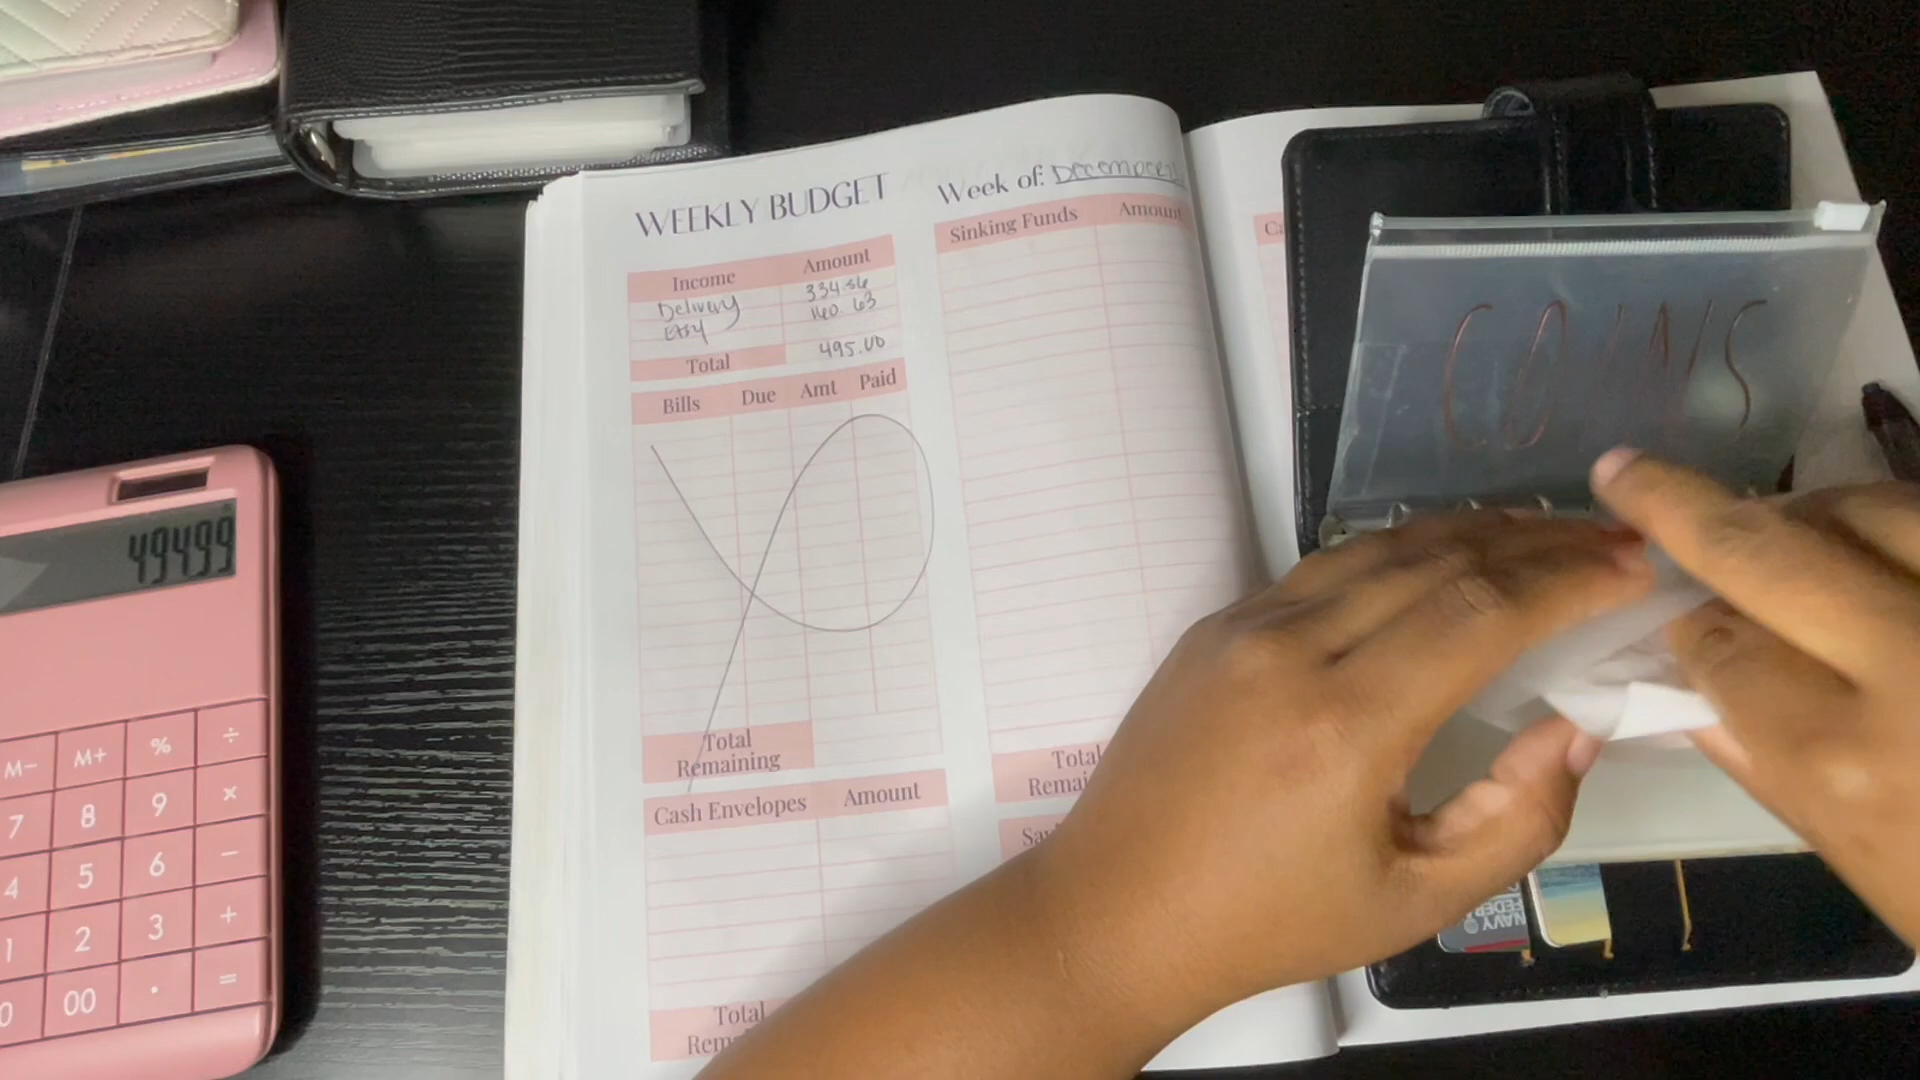 WEEKLY BUDGET
Week of:
Income Amount
Delivery 334.36
Etsy 160.63
Total 495.00
Bills Due Amt Paid
Total
Remaining
Cash Envelopes Amount
Total
Sinking Funds Amount
Total
COINS
NAVY
49499
M- M+ % ÷
7 8 9 ×
4 5 6 −
1 2 3 +
0 00 . =